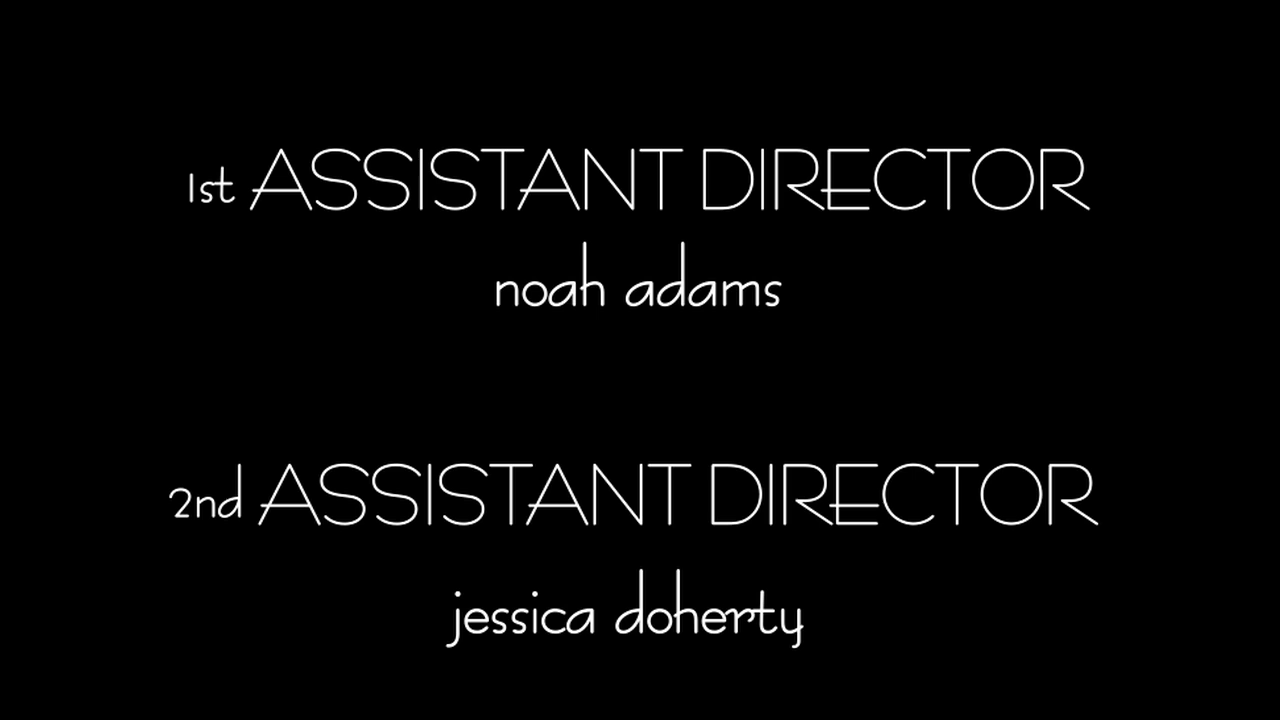 1st ASSISTANT DIRECTOR
noah adams
2nd ASSISTANT DIRECTOR
jessica doherty